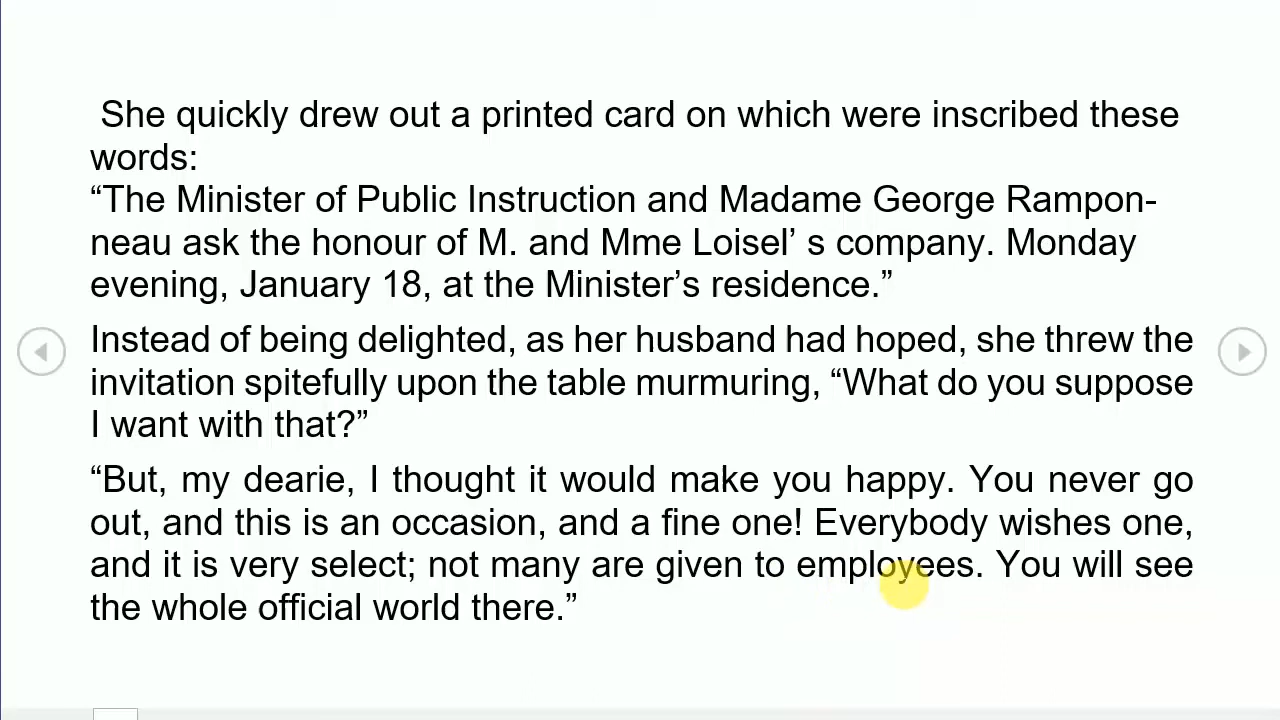 She quickly drew out a printed card on which were inscribed these
words:
“The Minister of Public Instruction and Madame George Rampon-
neau ask the honour of M. and Mme Loisel’ s company. Monday
evening, January 18, at the Minister’s residence.”
Instead of being delighted, as her husband had hoped, she threw the
invitation spitefully upon the table murmuring, “What do you suppose
I want with that?”
“But, my dearie, I thought it would make you happy. You never go
out, and this is an occasion, and a fine one! Everybody wishes one,
and it is very select; not many are given to employees. You will see
the whole official world there.”